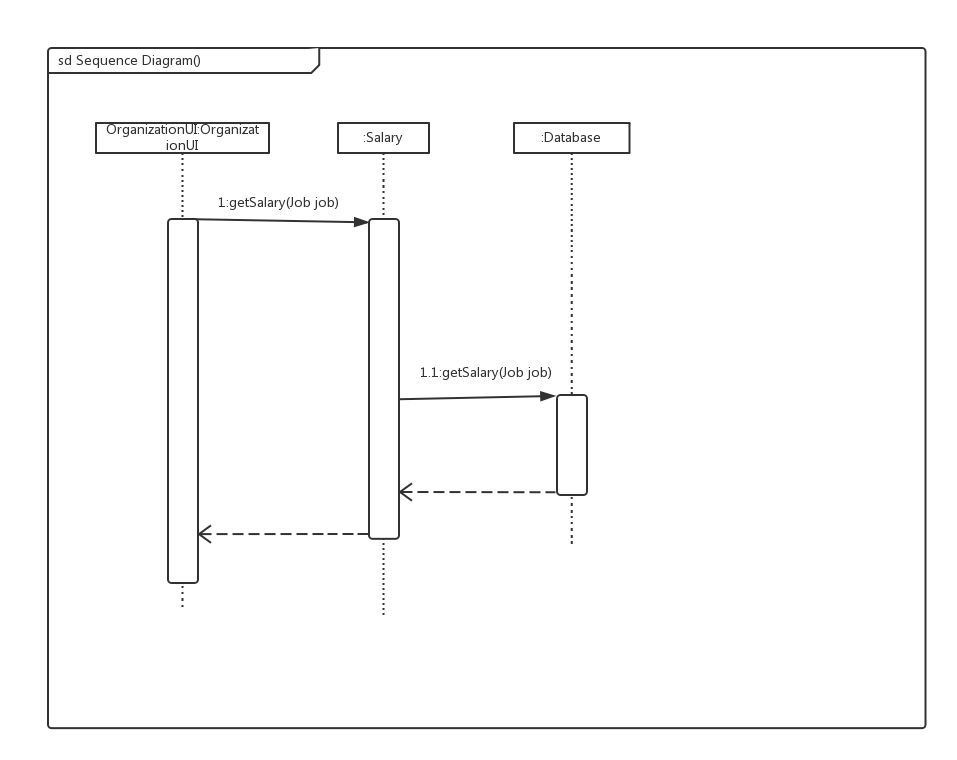 sd Sequence Diagram()
OrganizationUI:Organizat
ionUI
:Salary
:Database
1:getSalary(Job job)
1.1:getSalary(Job job)